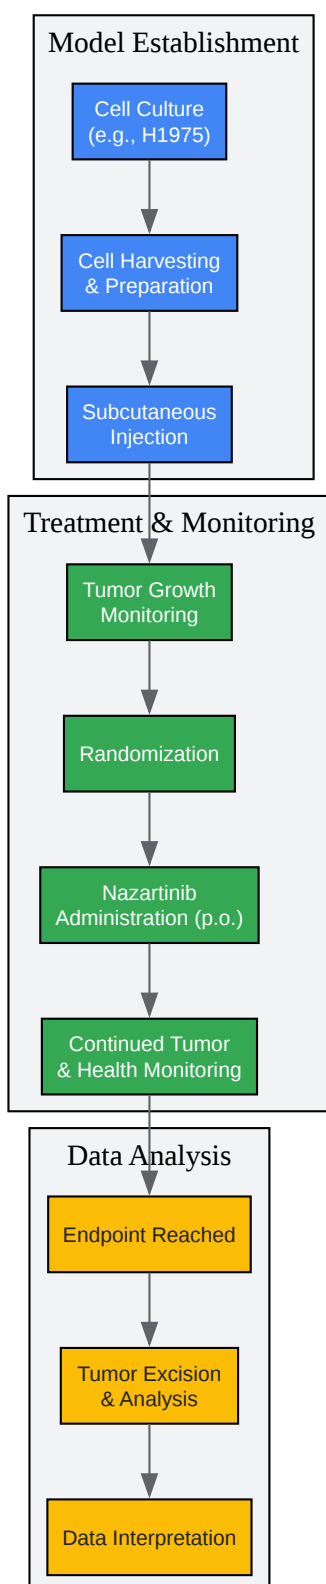 Model Establishment
Cell Culture
(e.g., H1975)
Cell Harvesting
& Preparation
Subcutaneous
Injection
Treatment & Monitoring
Tumor Growth
Monitoring
Randomization
Nazartinib
Administration (p.o.)
Continued Tumor
& Health Monitoring
Data Analysis
Endpoint Reached
Tumor Excision
& Analysis
Data Interpretation